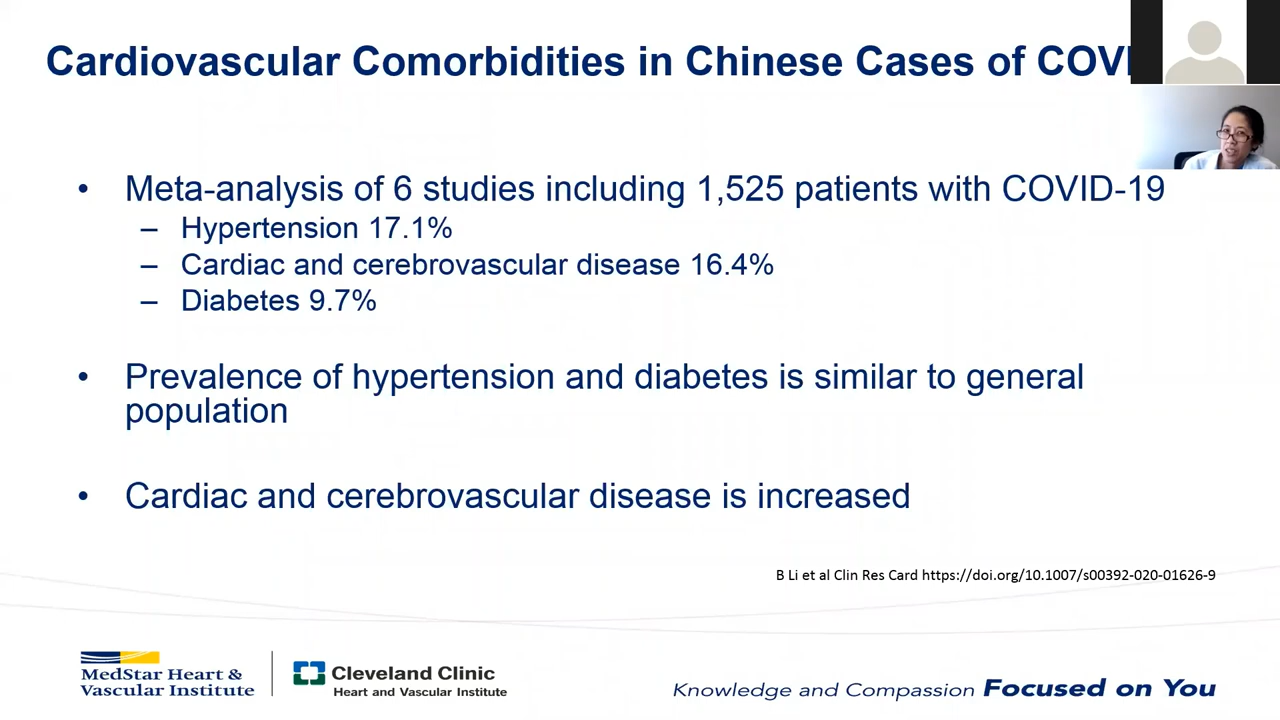 Cardiovascular Comorbidities in Chinese Cases of COV
• Meta-analysis of 6 studies including 1,525 patients with COVID-19
– Hypertension 17.1%
– Cardiac and cerebrovascular disease 16.4%
– Diabetes 9.7%
• Prevalence of hypertension and diabetes is similar to general
population
• Cardiac and cerebrovascular disease is increased
B Li et al Clin Res Card https://doi.org/10.1007/s00392-020-01626-9
MedStar Heart &
Vascular Institute
Cleveland Clinic
Heart and Vascular Institute
Knowledge and Compassion Focused on You